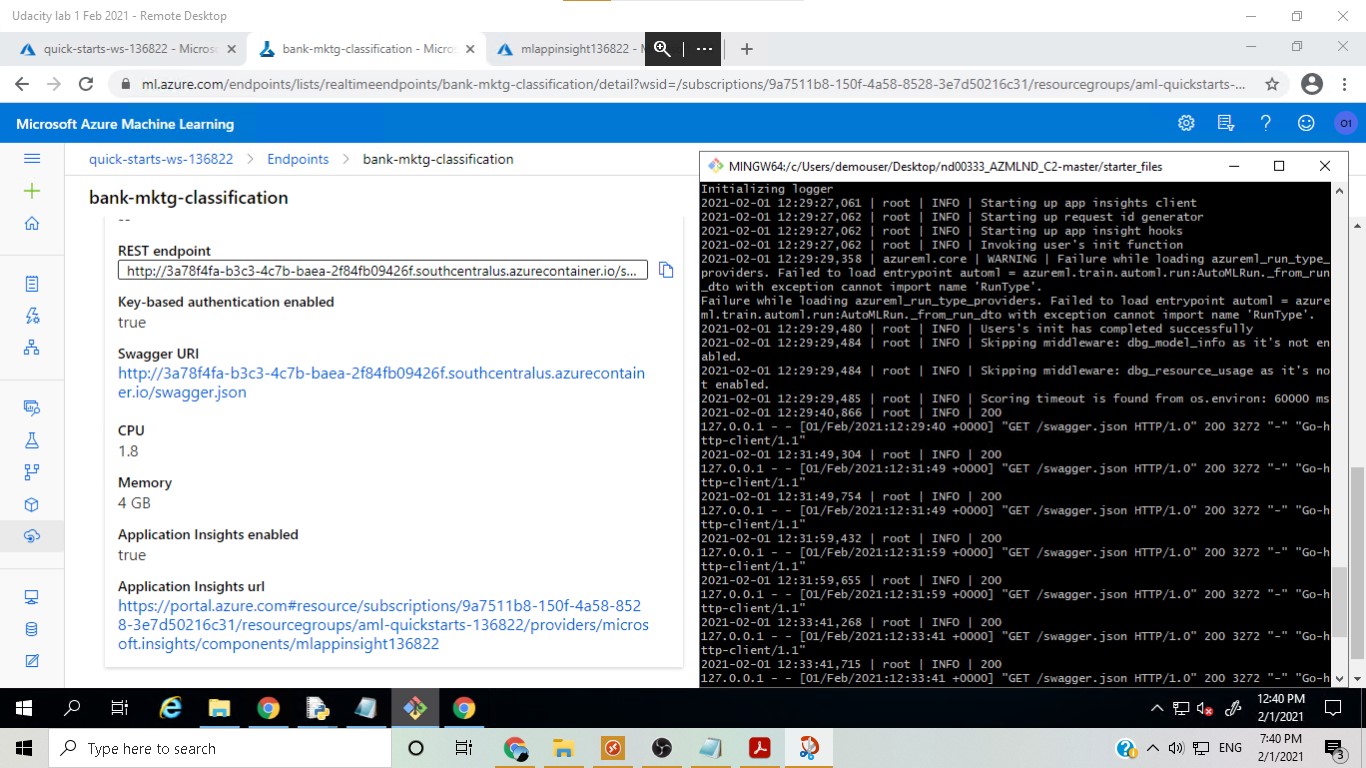 Udacity lab 1 Feb 2021 - Remote Desktop
quick-starts-ws-136822 - Micros
bank-mktg-classification - Micros
mlappinsight136822 - M
ml.azure.com/endpoints/lists/realtimeendpoints/bank-mktg-classification/detail?wsid=/subscriptions/9a7511b8-150f-4a58-8528-3e7d50216c31/resourcegroups/aml-quickstarts-...
Microsoft Azure Machine Learning
O1
quick-starts-ws-136822 > Endpoints > bank-mktg-classification
bank-mktg-classification
REST endpoint
http://3a78f4fa-b3c3-4c7b-baea-2f84fb09426f.southcentralus.azurecontainer.io/s...
Key-based authentication enabled
true
Swagger URI
http://3a78f4fa-b3c3-4c7b-baea-2f84fb09426f.southcentralus.azurecontain
er.io/swagger.json
CPU
1.8
Memory
4 GB
Application Insights enabled
true
Application Insights url
https://portal.azure.com#resource/subscriptions/9a7511b8-150f-4a58-852
8-3e7d50216c31/resourcegroups/aml-quickstarts-136822/providers/micros
oft.insights/components/mlappinsight136822
MINGW64:/c/Users/demouser/Desktop/nd00333_AZMLND_C2-master/starter_files
Initializing logger
2021-02-01 12:29:27,061 | root | INFO | Starting up app insights client
2021-02-01 12:29:27,062 | root | INFO | Starting up request id generator
2021-02-01 12:29:27,062 | root | INFO | Starting up app insight hooks
2021-02-01 12:29:27,062 | root | INFO | Invoking user's init function
2021-02-01 12:29:29,358 | azureml.core | WARNING | Failure while loading azureml_run_type_
providers. Failed to load entrypoint automl = azureml.train.automl.run:AutoMLRun._from_run
_dto with exception cannot import name 'RunType'.
Failure while loading azureml_run_type_providers. Failed to load entrypoint automl = azure
ml.train.automl.run:AutoMLRun._from_run_dto with exception cannot import name 'RunType'.
2021-02-01 12:29:29,480 | root | INFO | Users's init has completed successfully
2021-02-01 12:29:29,484 | root | INFO | Skipping middleware: dbg_model_info as it's not en
abled.
2021-02-01 12:29:29,484 | root | INFO | Skipping middleware: dbg_resource_usage as it's no
t enabled.
2021-02-01 12:29:29,485 | root | INFO | Scoring timeout is found from os.environ: 60000 ms
2021-02-01 12:29:40,866 | root | INFO | 200
127.0.0.1 - - [01/Feb/2021:12:29:40 +0000] "GET /swagger.json HTTP/1.0" 200 3272 "-" "Go-h
ttp-client/1.1"
2021-02-01 12:31:49,304 | root | INFO | 200
127.0.0.1 - - [01/Feb/2021:12:31:49 +0000] "GET /swagger.json HTTP/1.0" 200 3272 "-" "Go-h
ttp-client/1.1"
2021-02-01 12:31:49,754 | root | INFO | 200
127.0.0.1 - - [01/Feb/2021:12:31:49 +0000] "GET /swagger.json HTTP/1.0" 200 3272 "-" "Go-h
ttp-client/1.1"
2021-02-01 12:31:59,432 | root | INFO | 200
127.0.0.1 - - [01/Feb/2021:12:31:59 +0000] "GET /swagger.json HTTP/1.0" 200 3272 "-" "Go-h
ttp-client/1.1"
2021-02-01 12:31:59,655 | root | INFO | 200
127.0.0.1 - - [01/Feb/2021:12:31:59 +0000] "GET /swagger.json HTTP/1.0" 200 3272 "-" "Go-h
ttp-client/1.1"
2021-02-01 12:33:41,268 | root | INFO | 200
127.0.0.1 - - [01/Feb/2021:12:33:41 +0000] "GET /swagger.json HTTP/1.0" 200 3272 "-" "Go-h
ttp-client/1.1"
2021-02-01 12:33:41,715 | root | INFO | 200
127.0.0.1 - - [01/Feb/2021:12:33:41 +0000] "GET /swagger.json HTTP/1.0" 200 3272 "-" "Go-h
12:40 PM
2/1/2021
Type here to search
ENG
7:40 PM
2/1/2021
3